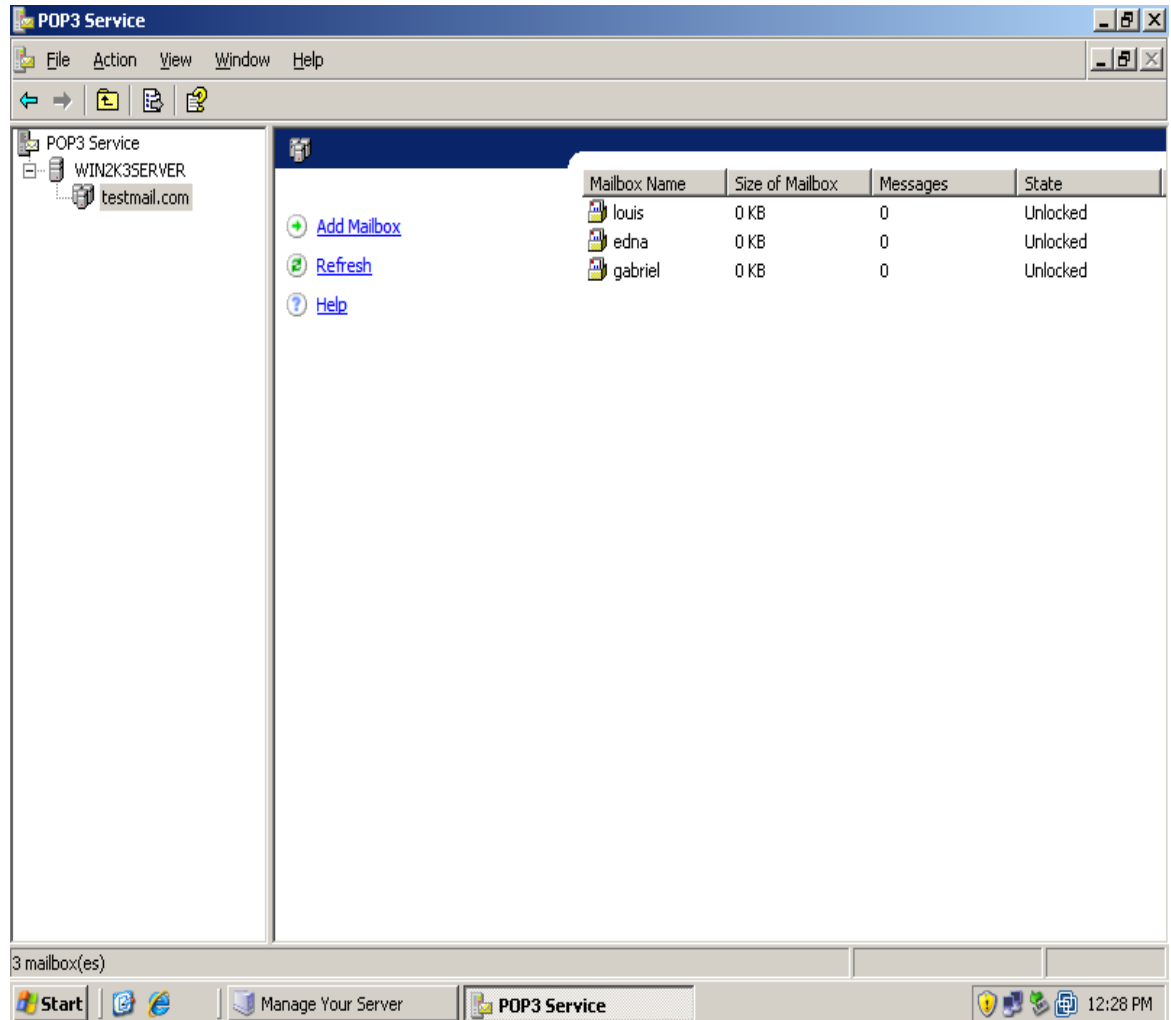 POP3 Service
File Action View Window Help
POP3 Service
WIN2K3SERVER
testmail.com
Add Mailbox
Refresh
Help
Mailbox Name Size of Mailbox Messages State
louis 0 KB 0 Unlocked
edna 0 KB 0 Unlocked
gabriel 0 KB 0 Unlocked
3 mailbox(es)
Start Manage Your Server POP3 Service 12:28 PM